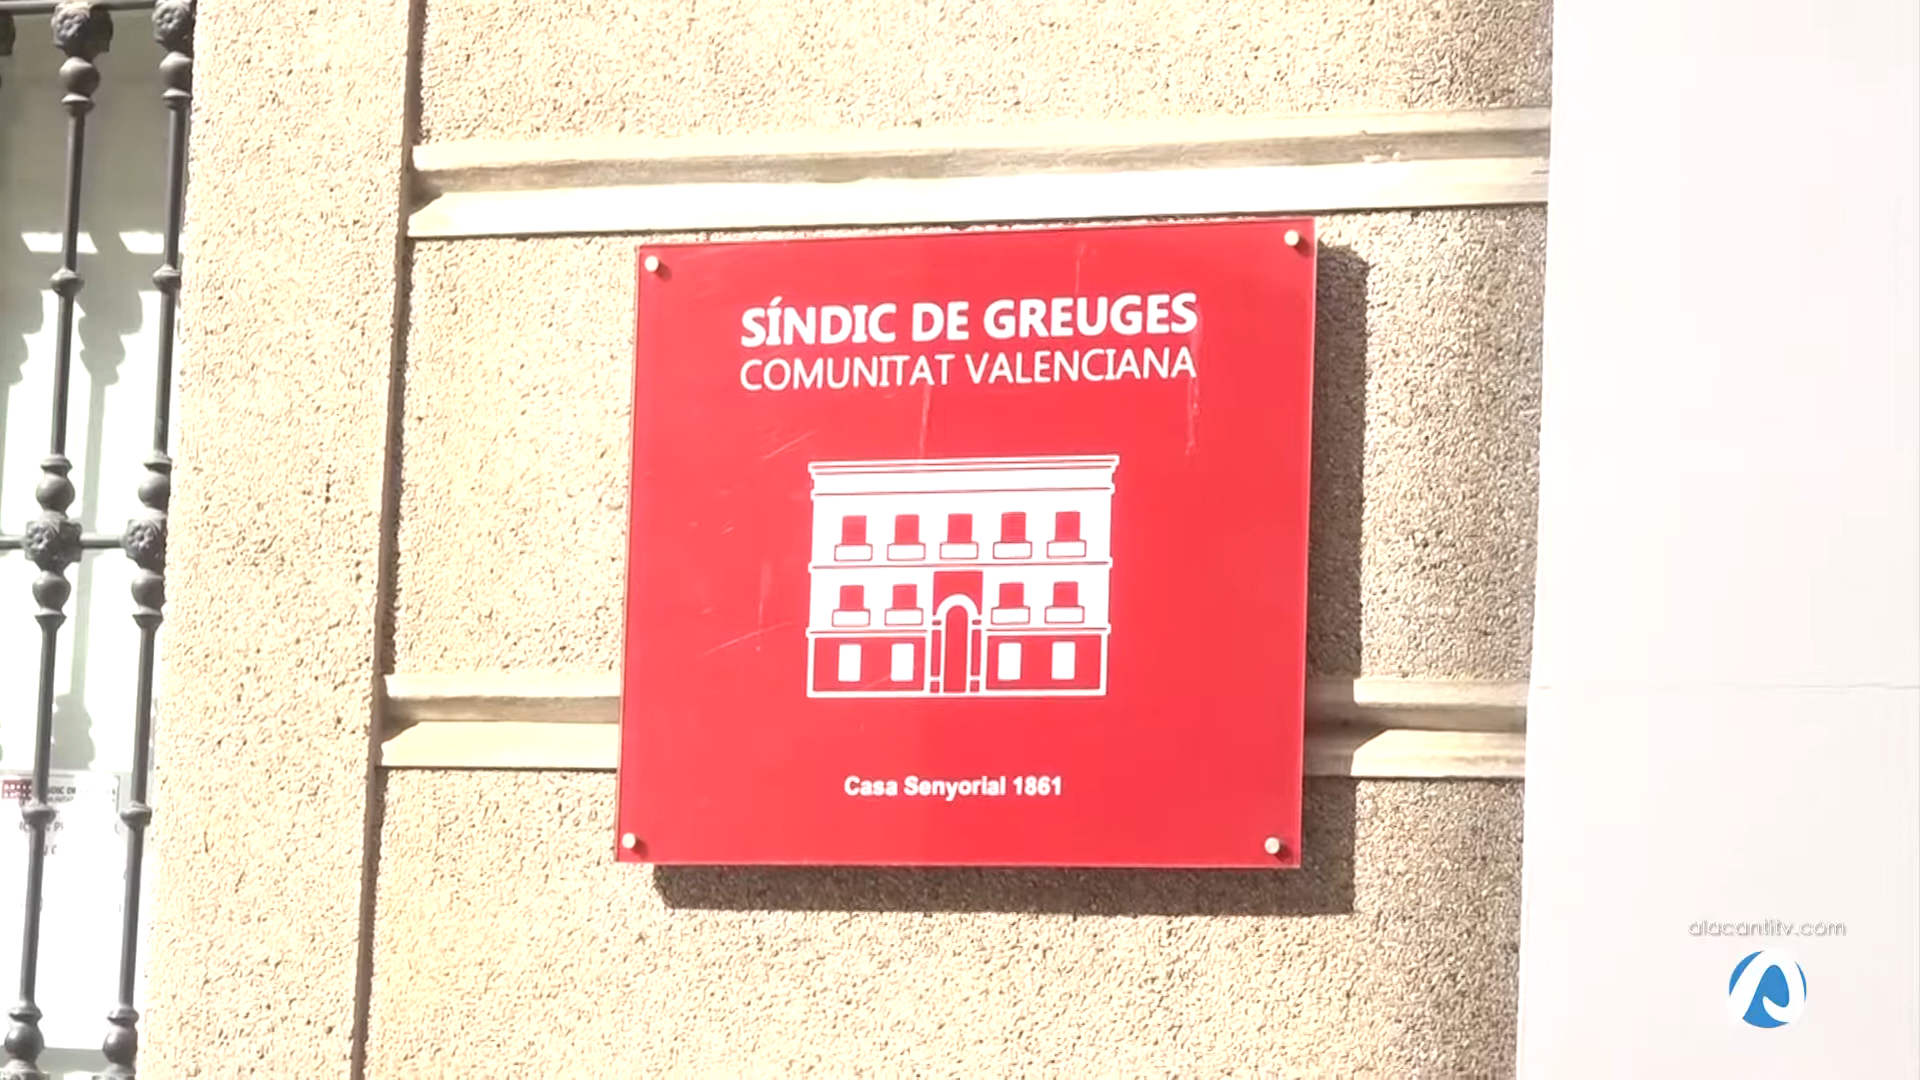 SÍNDIC DE GREUGES
COMUNITAT VALENCIANA
Casa Senyorial 1861
alacantitv.com